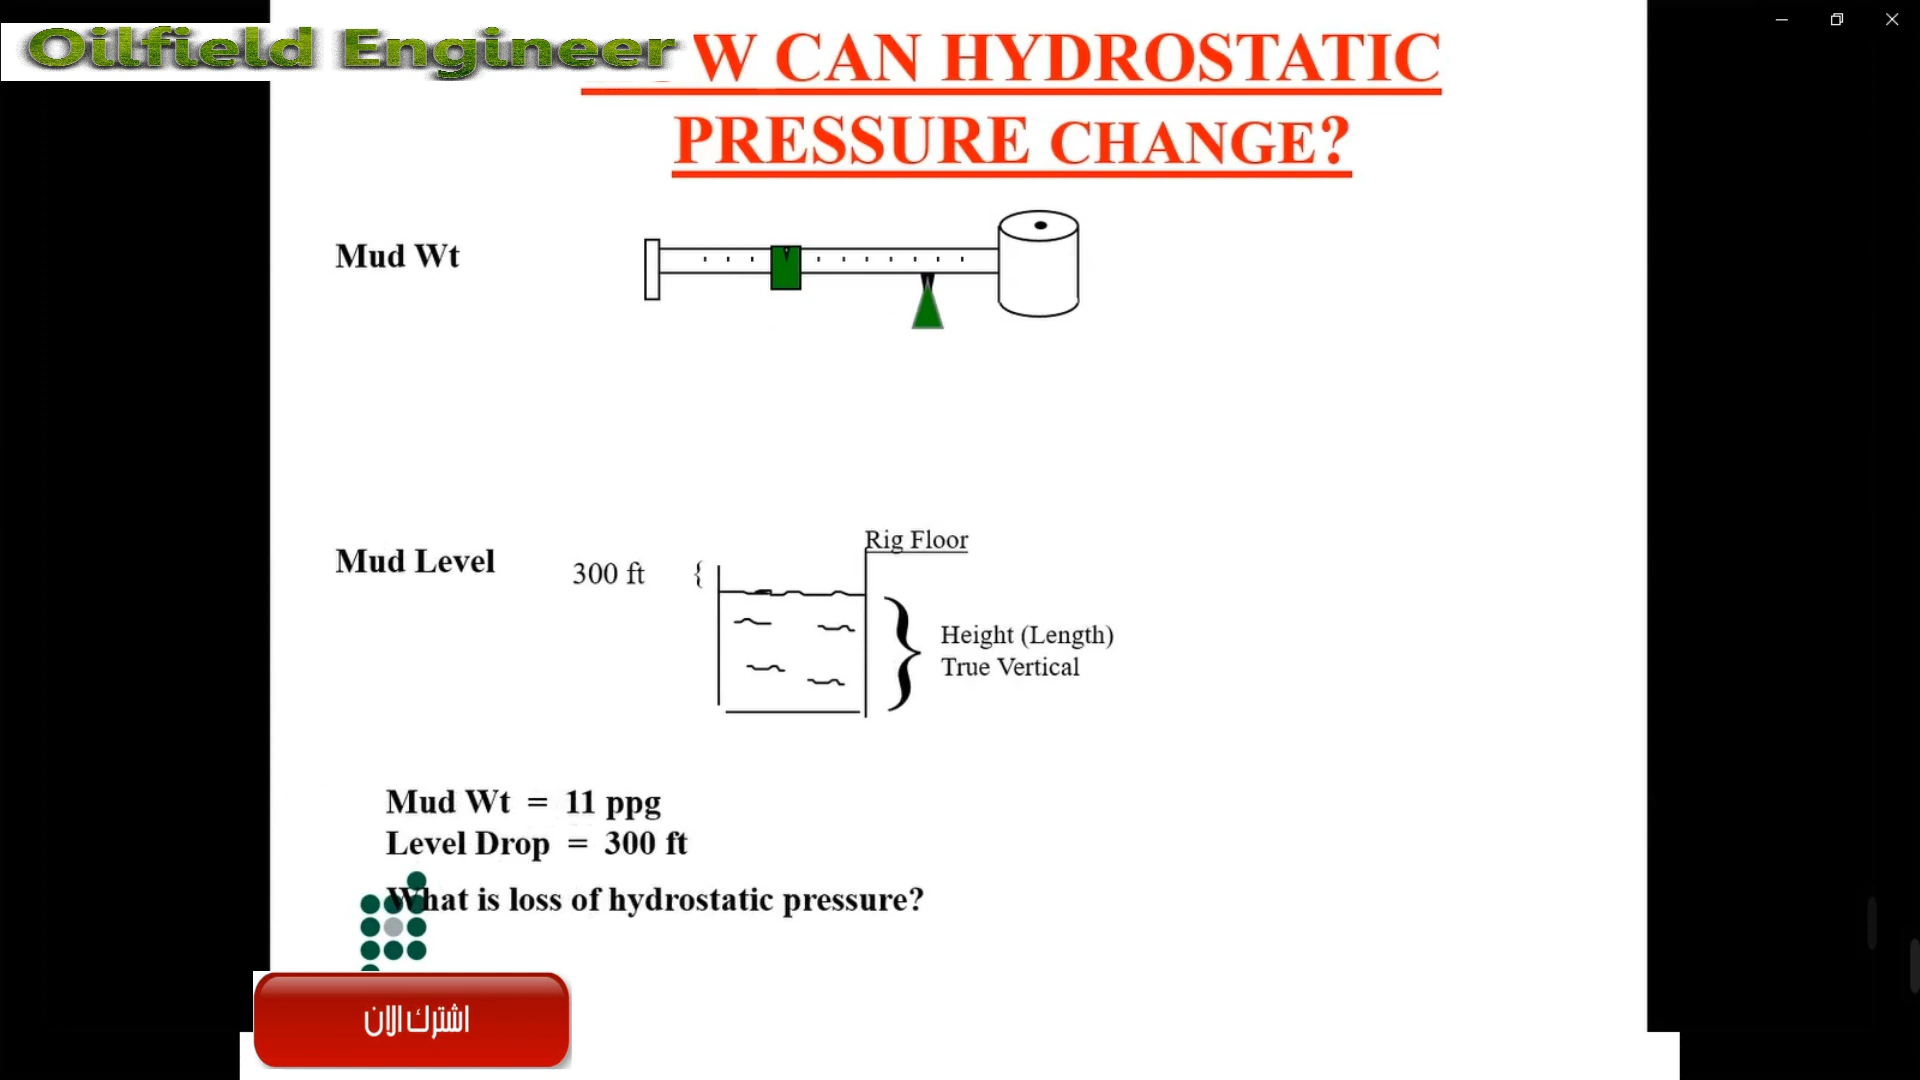 Oilfield Engineer
W CAN HYDROSTATIC
PRESSURE CHANGE?
Mud Wt
Rig Floor
Mud Level
300 ft
{
}
Height (Length)
True Vertical
Mud Wt = 11 ppg
Level Drop = 300 ft
What is loss of hydrostatic pressure?
اشترك الان